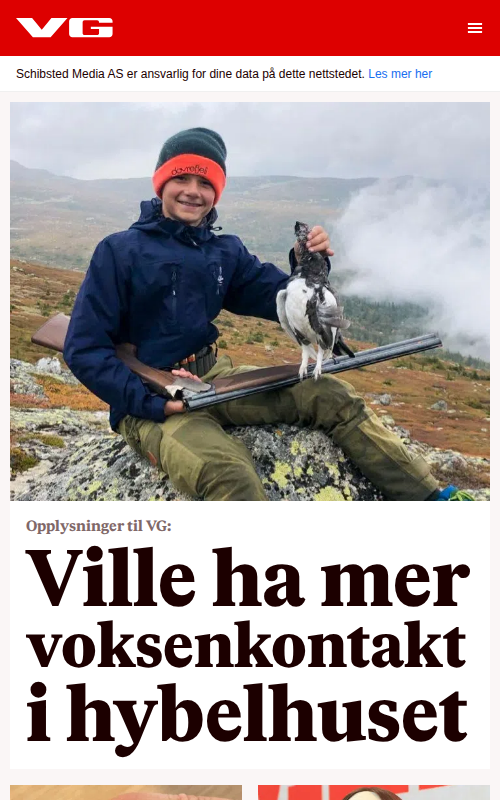 VG
Schibsted Media AS er ansvarlig for dine data på dette nettstedet. Les mer her
dovrefjell
Opplysninger til VG:
Ville ha mer
voksenkontakt
i hybelhuset